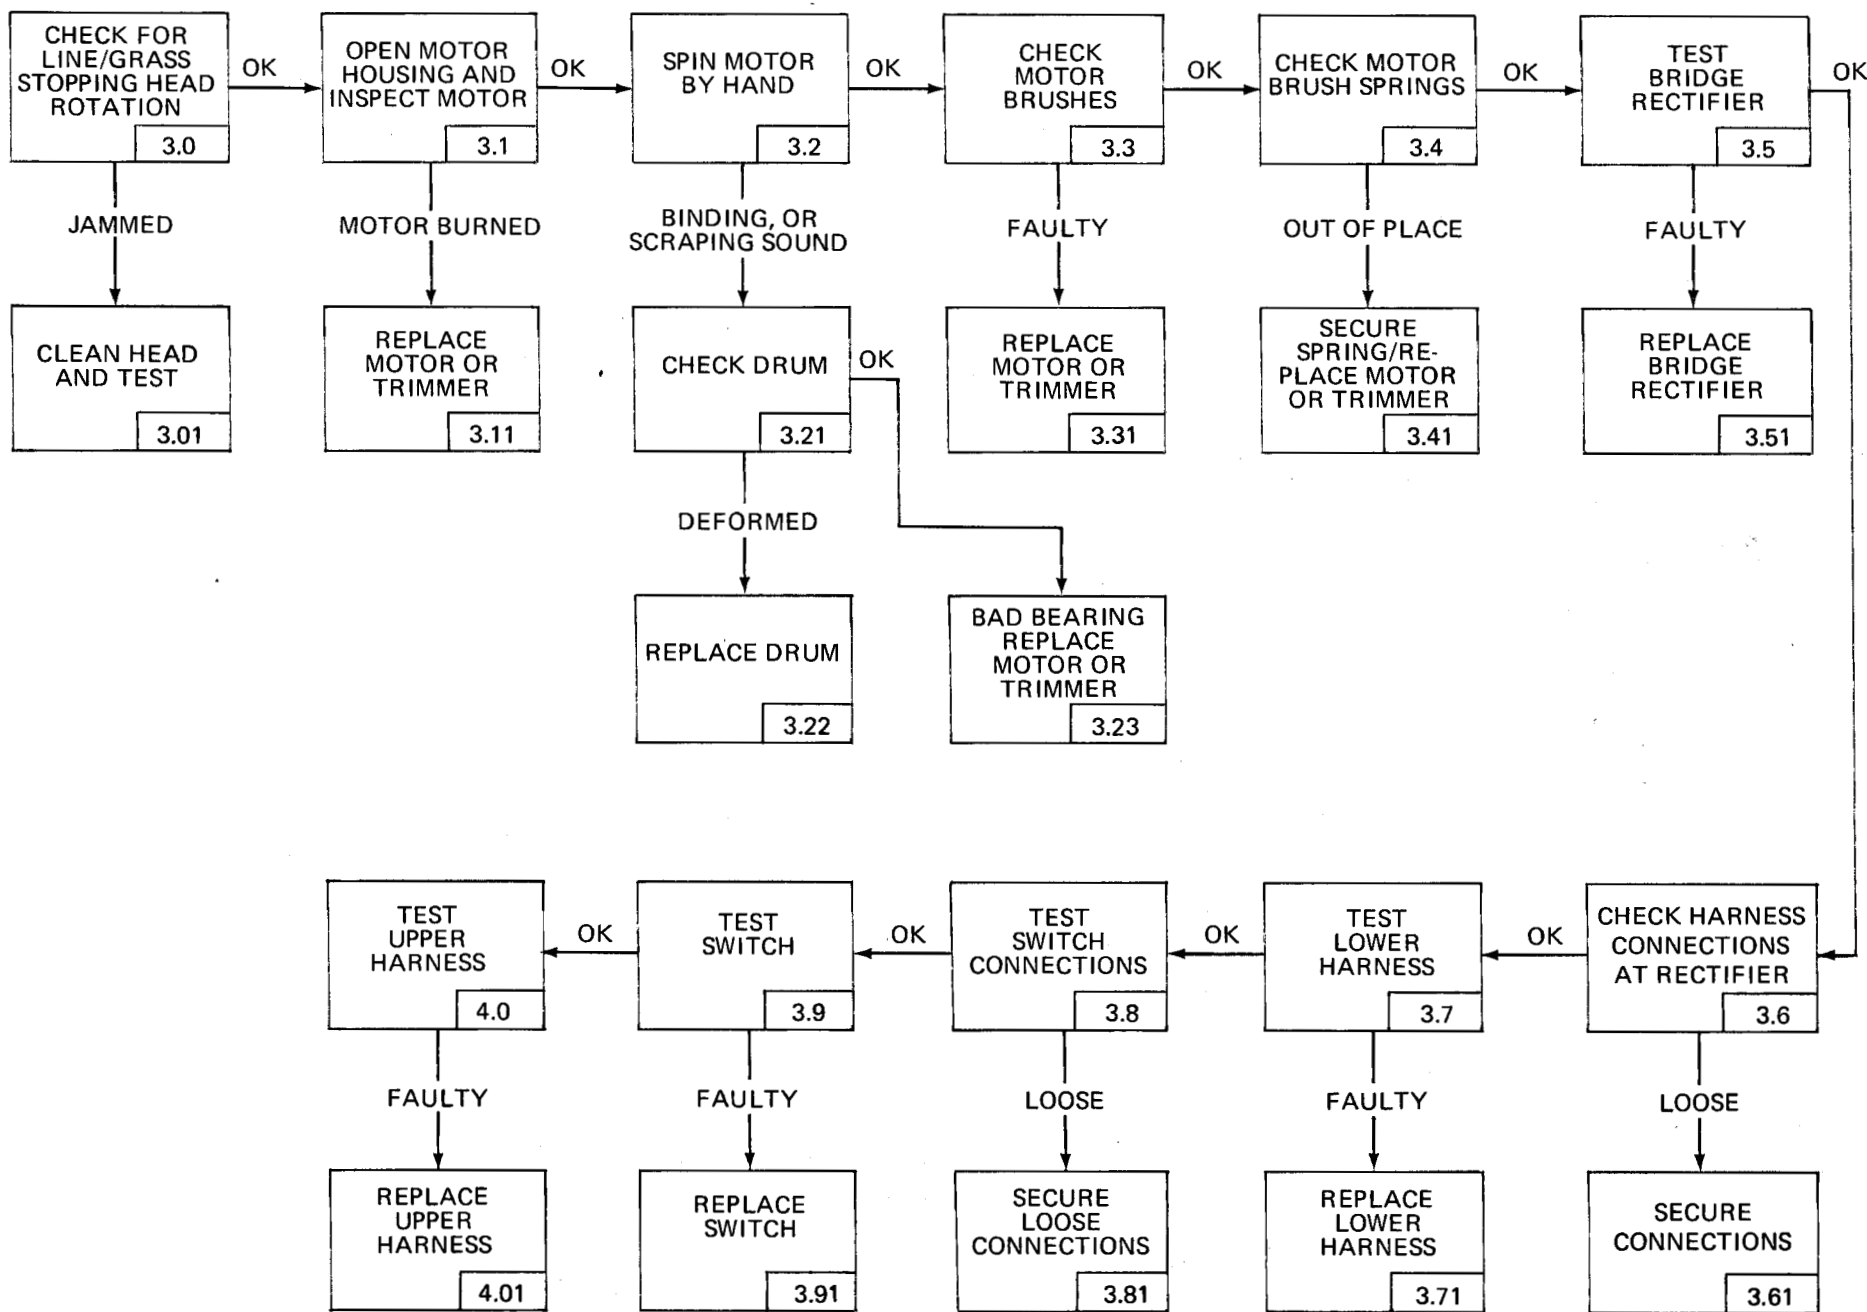 CHECK FOR
LINE/GRASS
STOPPING HEAD
ROTATION
3.0
OK
OPEN MOTOR
HOUSING AND
INSPECT MOTOR
3.1
OK
SPIN MOTOR
BY HAND
3.2
OK
CHECK
MOTOR
BRUSHES
3.3
OK
CHECK MOTOR
BRUSH SPRINGS
3.4
OK
TEST
BRIDGE
RECTIFIER
3.5
OK
JAMMED
MOTOR BURNED
BINDING, OR
SCRAPING SOUND
FAULTY
OUT OF PLACE
FAULTY
CLEAN HEAD
AND TEST
3.01
REPLACE
MOTOR OR
TRIMMER
3.11
CHECK DRUM
3.21
OK
REPLACE
MOTOR OR
TRIMMER
3.31
SECURE
SPRING/RE-
PLACE MOTOR
OR TRIMMER
3.41
REPLACE
BRIDGE
RECTIFIER
3.51
DEFORMED
REPLACE DRUM
3.22
BAD BEARING
REPLACE
MOTOR OR
TRIMMER
3.23
TEST
UPPER
HARNESS
4.0
OK
TEST
SWITCH
3.9
OK
TEST
SWITCH
CONNECTIONS
3.8
OK
TEST
LOWER
HARNESS
3.7
OK
CHECK HARNESS
CONNECTIONS
AT RECTIFIER
3.6
FAULTY
FAULTY
LOOSE
FAULTY
LOOSE
REPLACE
UPPER
HARNESS
4.01
REPLACE
SWITCH
3.91
SECURE
LOOSE
CONNECTIONS
3.81
REPLACE
LOWER
HARNESS
3.71
SECURE
CONNECTIONS
3.61